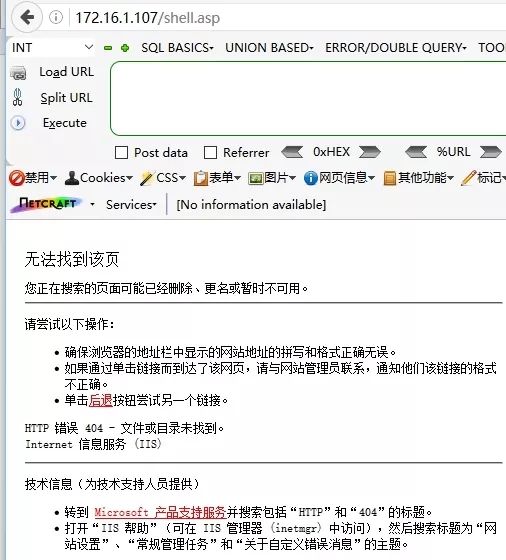 172.16.1.107/shell.asp
INT SQL BASICS▾ UNION BASED▾ ERROR/DOUBLE QUERY▾ TOO
Load URL
Split URL
Execute
Post data Referrer 0xHEX %URL
禁用▾ Cookies▾ CSS▾ 表单▾ 图片▾ 网页信息▾ 其他功能▾ 标记▾
NETCRAFT Services▾ [No information available]
无法找到该页
您正在搜索的页面可能已经删除、更名或暂时不可用。
请尝试以下操作：
• 确保浏览器的地址栏中显示的网站地址的拼写和格式正确无误。
• 如果通过单击链接而到达了该网页，请与网站管理员联系，通知他们该链接的格式
不正确。
• 单击后退按钮尝试另一个链接。
HTTP 错误 404 - 文件或目录未找到。
Internet 信息服务 (IIS)
技术信息（为技术支持人员提供）
• 转到 Microsoft 产品支持服务并搜索包括“HTTP”和“404”的标题。
• 打开“IIS 帮助”（可在 IIS 管理器 (inetmgr) 中访问），然后搜索标题为“网
站设置”、“常规管理任务”和“关于自定义错误消息”的主题。